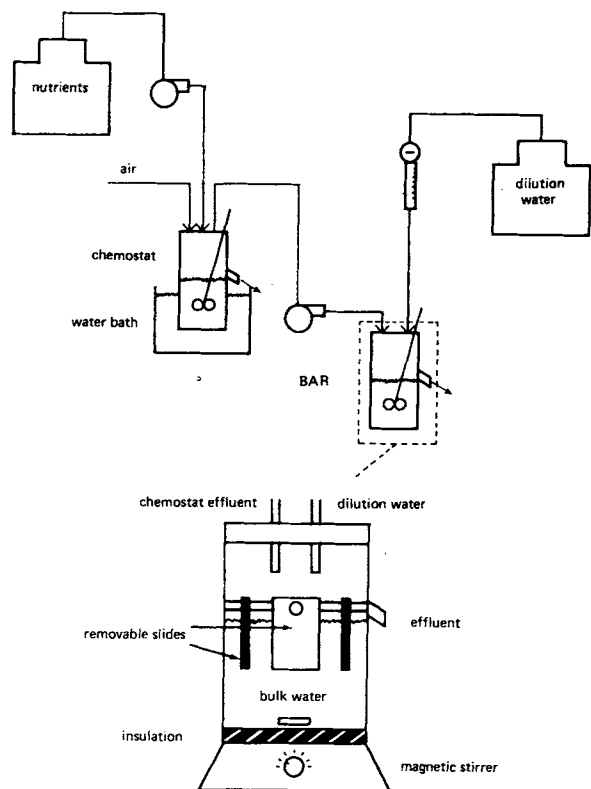 nutrients
air
dilution
water
chemostat
water bath
BAR
chemostat effluent
dilution water
removable slides
effluent
bulk water
insulation
magnetic stirrer